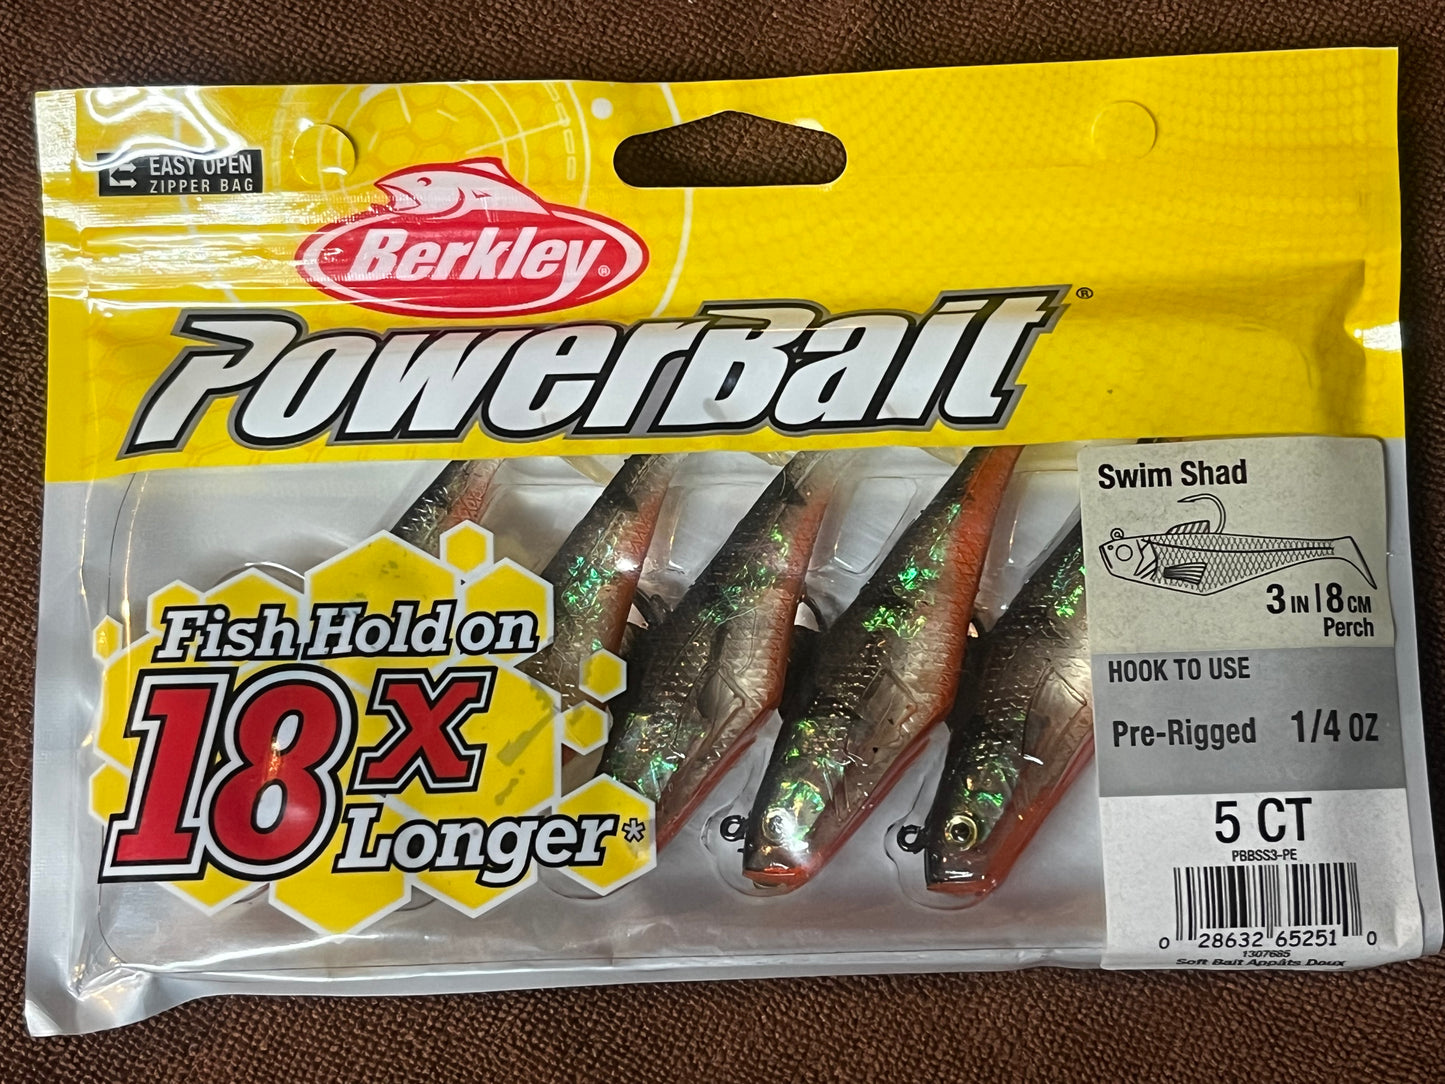 EASY OPEN
ZIPPER BAG
Berkley®
PowerBait®
Fish Hold on
18X
Longer*
Swim Shad
3 IN | 8 CM
Perch
HOOK TO USE
Pre-Rigged 1/4 OZ
5 CT
PBBSS3-PE
0 28632 65251 0
1307685
Soft Bait Appâts Doux